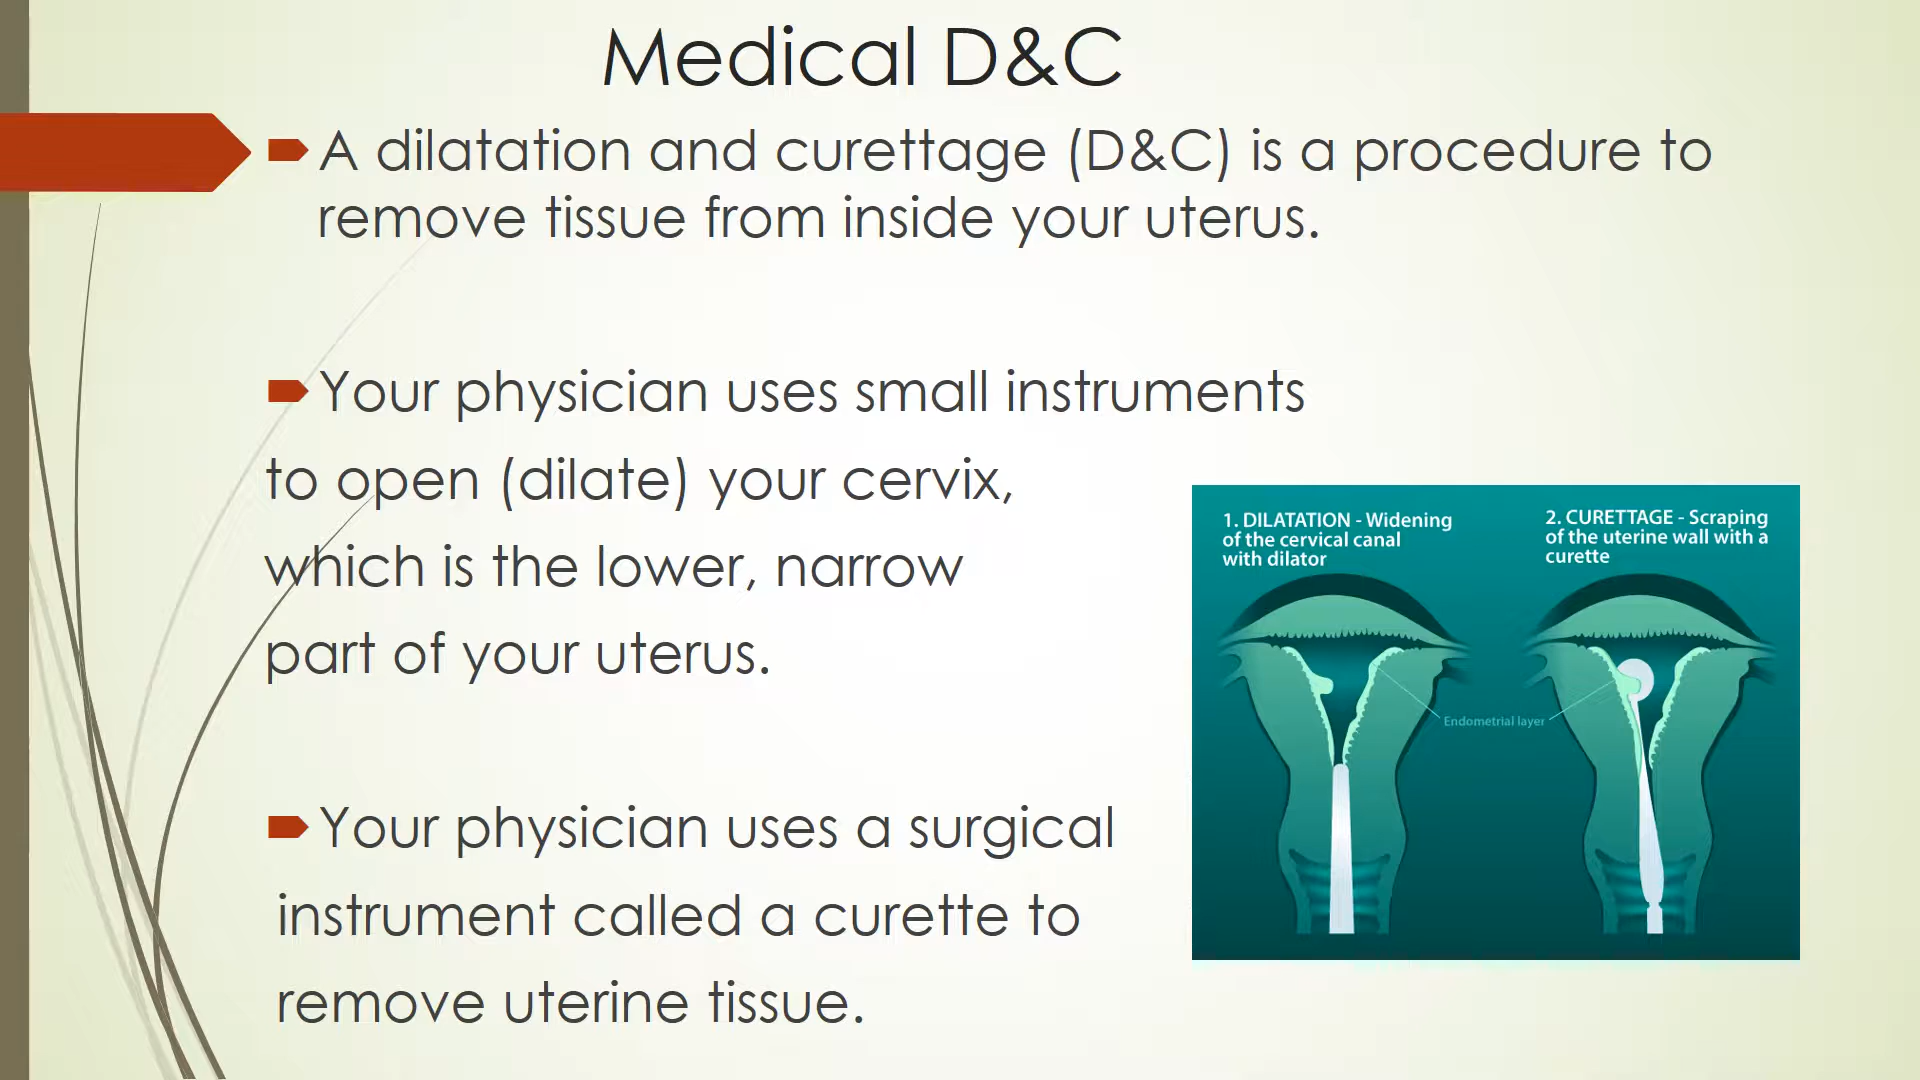 Medical D&C
A dilatation and curettage (D&C) is a procedure to
remove tissue from inside your uterus.
Your physician uses small instruments
to open (dilate) your cervix,
which is the lower, narrow
part of your uterus.
Your physician uses a surgical
instrument called a curette to
remove uterine tissue.
1. DILATATION - Widening
of the cervical canal
with dilator
2. CURETTAGE - Scraping
of the uterine wall with a
curette
Endometrial layer